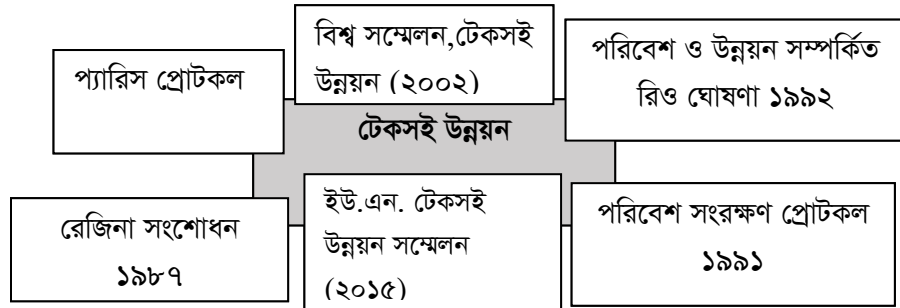 প্যারিস প্রোটকল
বিশ্ব সম্মেলন,টেকসই
উন্নয়ন (২০০২)
পরিবেশ ও উন্নয়ন সম্পর্কিত
রিও ঘোষণা ১৯৯২
টেকসই উন্নয়ন
রেজিনা সংশোধন
১৯৮৭
ইউ.এন. টেকসই
উন্নয়ন সম্মেলন
(২০১৫)
পরিবেশ সংরক্ষণ প্রোটকল
১৯৯১